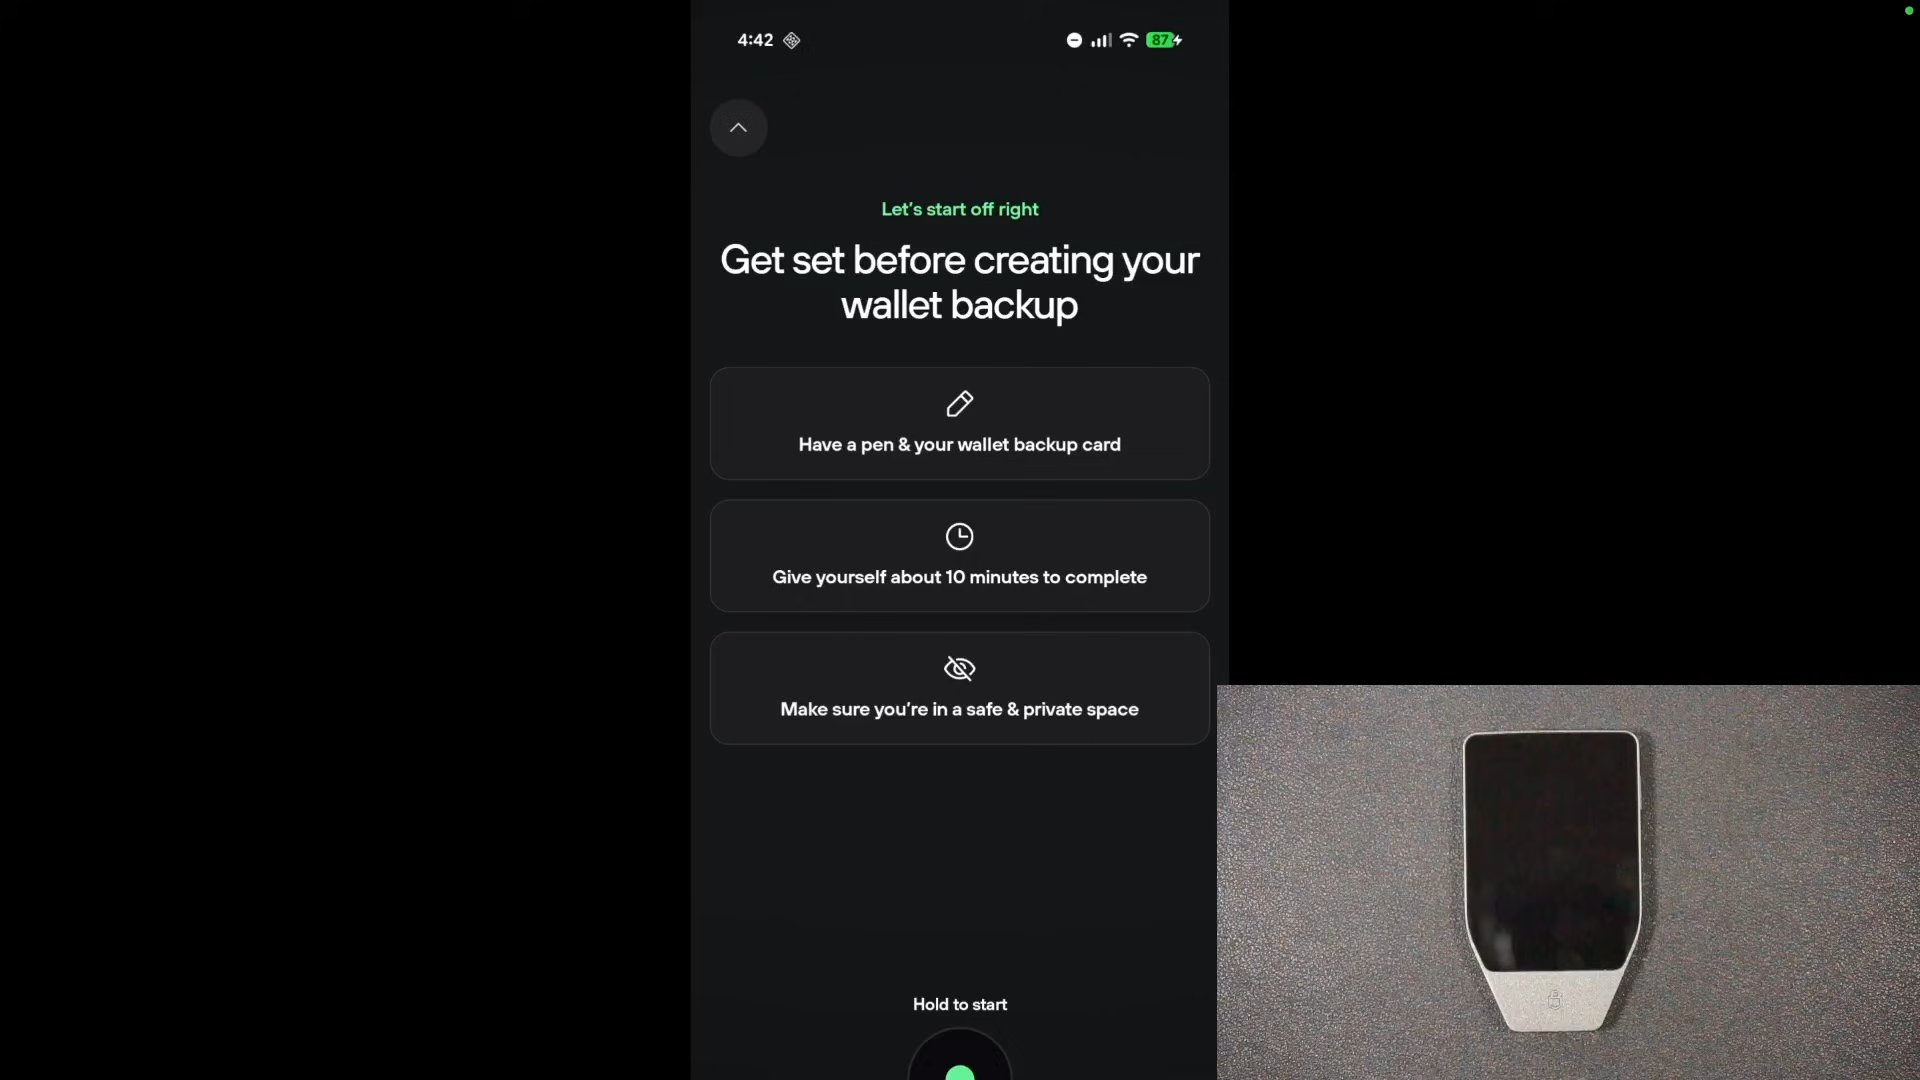 4:42
87
Let's start off right
Get set before creating your
wallet backup
Have a pen & your wallet backup card
Give yourself about 10 minutes to complete
Make sure you're in a safe & private space
Hold to start